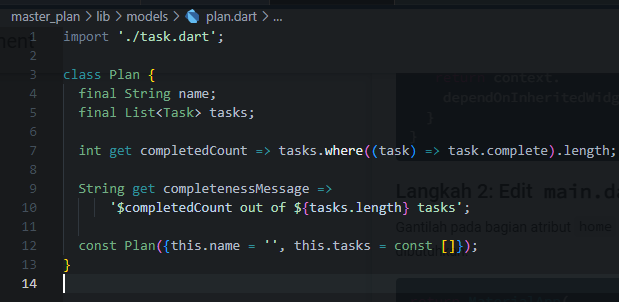 master_plan > lib > models > plan.dart > ...
1 import './task.dart';
2
3 class Plan {
4 final String name;
5 final List<Task> tasks;
6
7 int get completedCount => tasks.where((task) => task.complete).length;
8
9 String get completenessMessage =>
10 '$completedCount out of ${tasks.length} tasks';
11
12 const Plan({this.name = '', this.tasks = const []});
13 }
14
ment
context.
dependOnInheritedWidg
}
}
Langkah 2: Edit main.da
Gantilah pada bagian atribut home
dibutuh